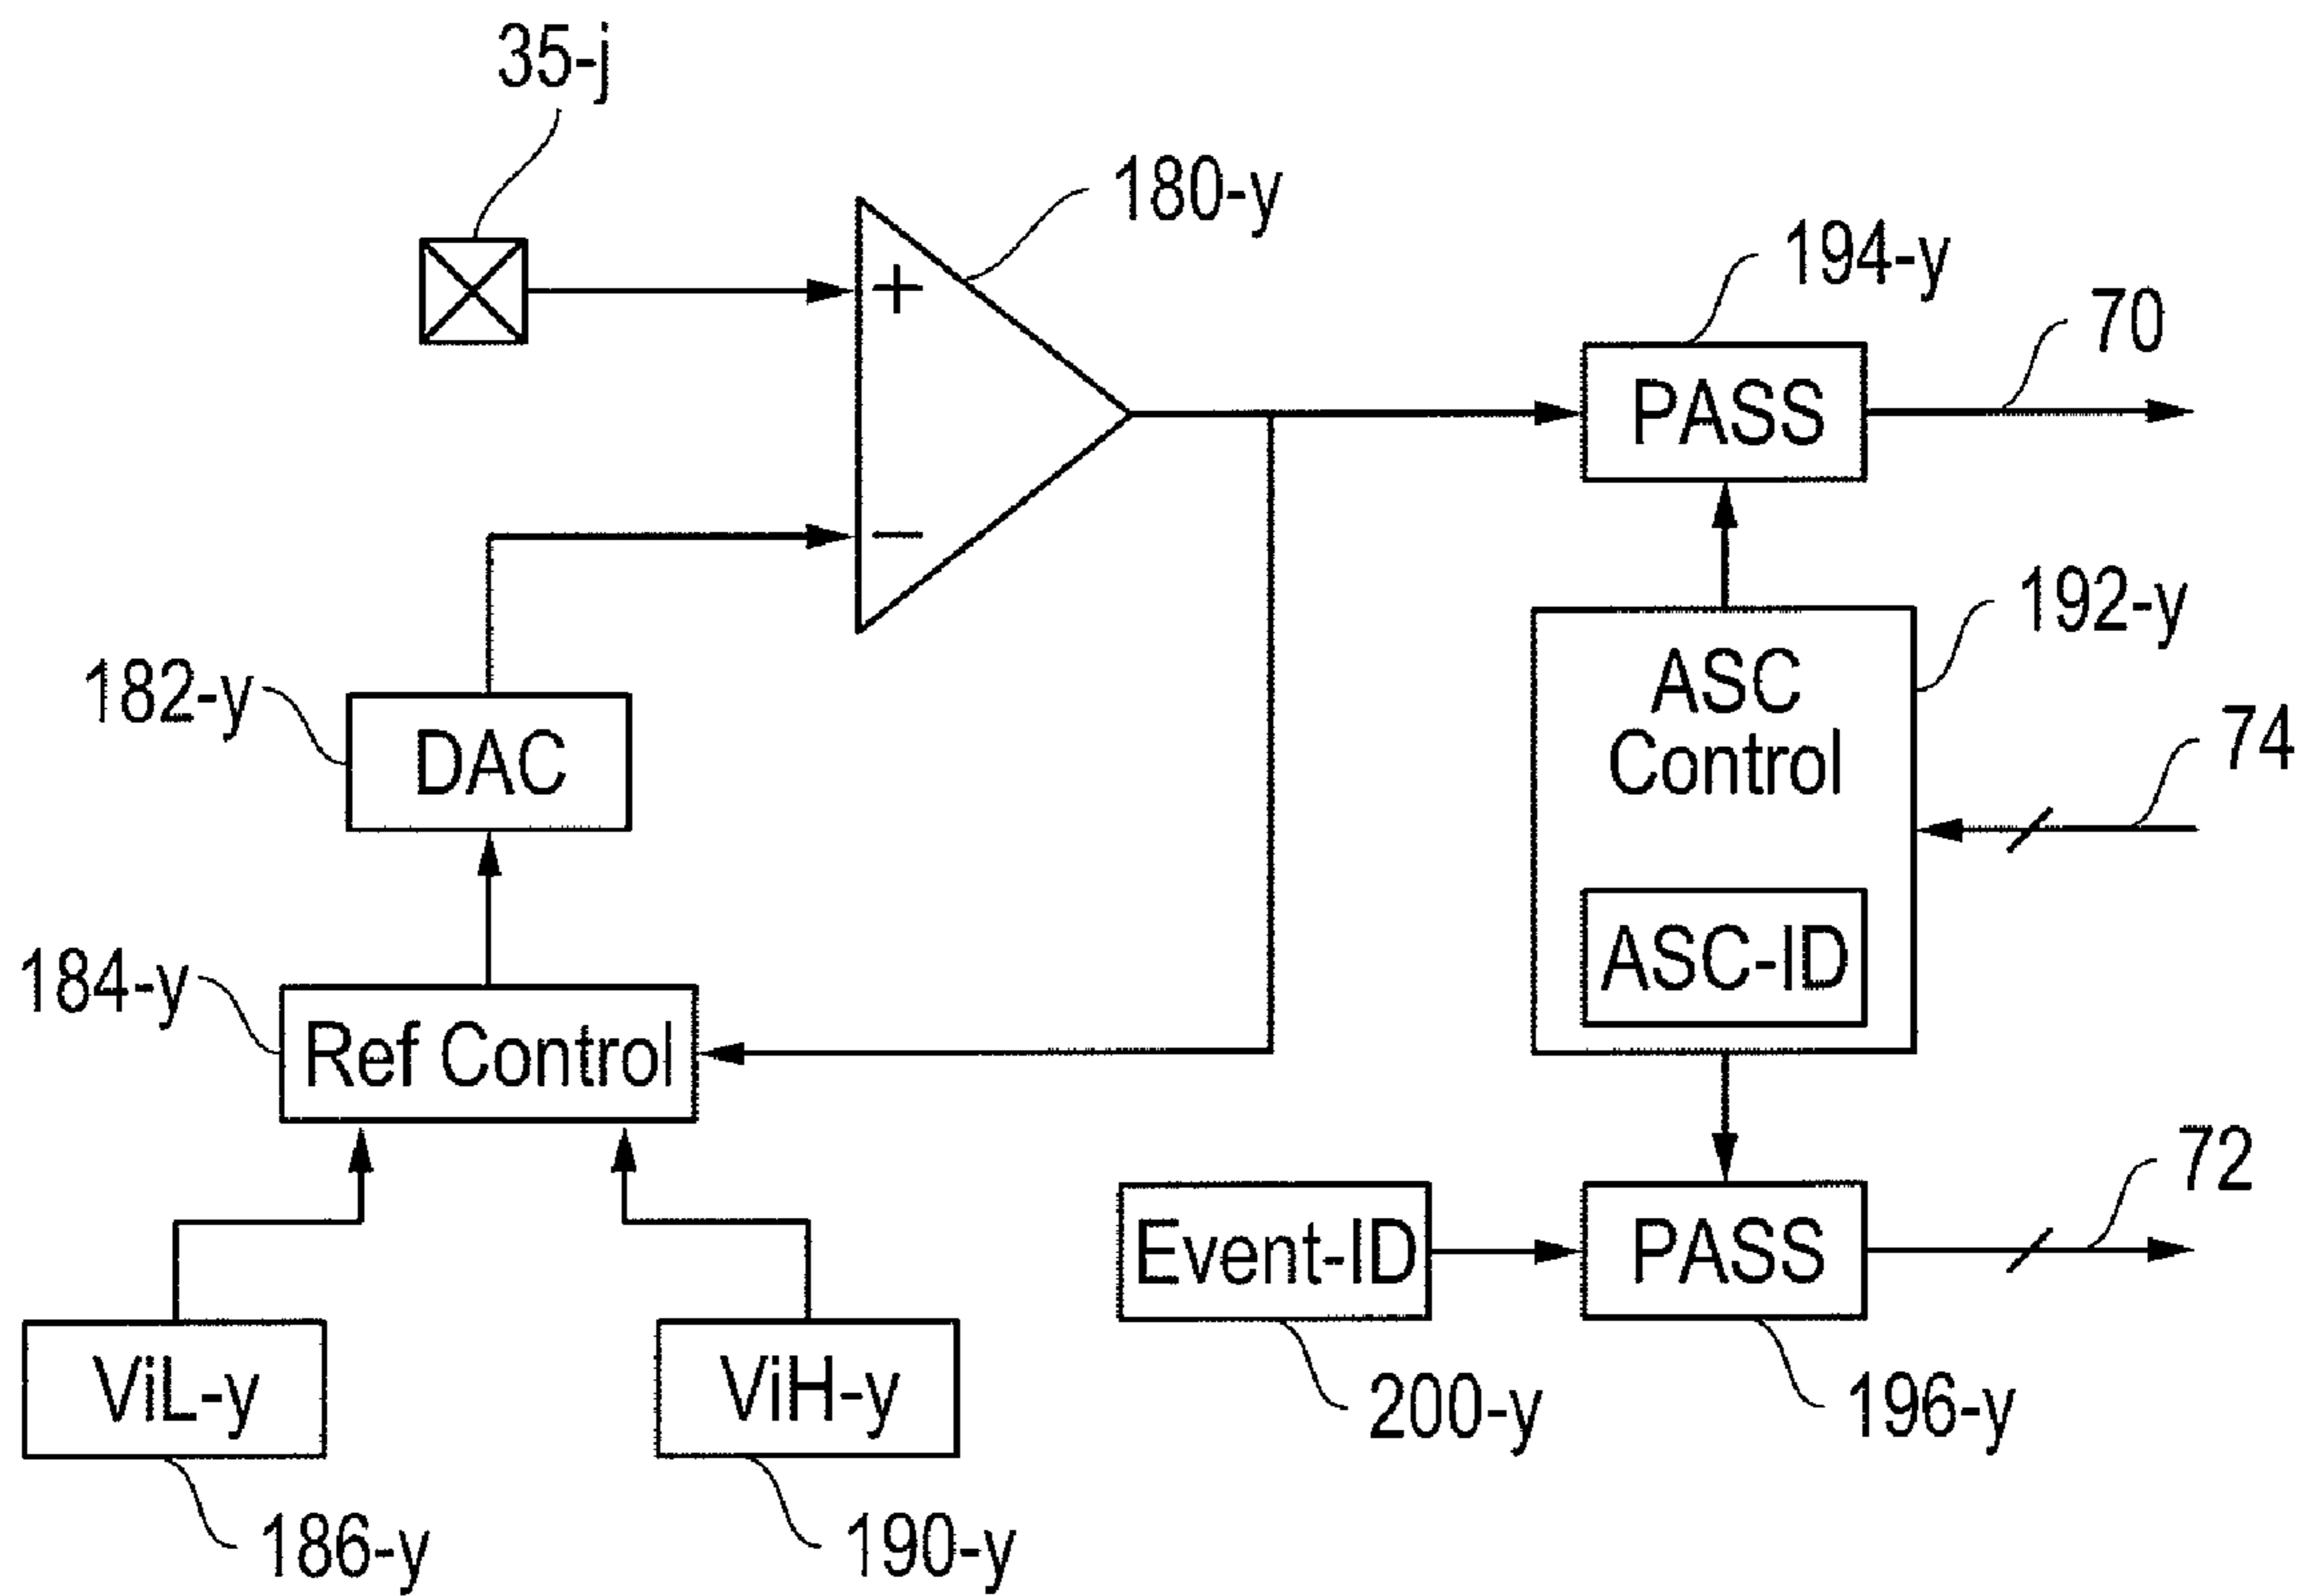 35-j
180-y
194-y
70
+
PASS
−
192-y
182-y
ASC
Control
74
DAC
184-y
ASC-ID
Ref Control
72
Event-ID
PASS
ViL-y
ViH-y
200-y
196-y
186-y
190-y